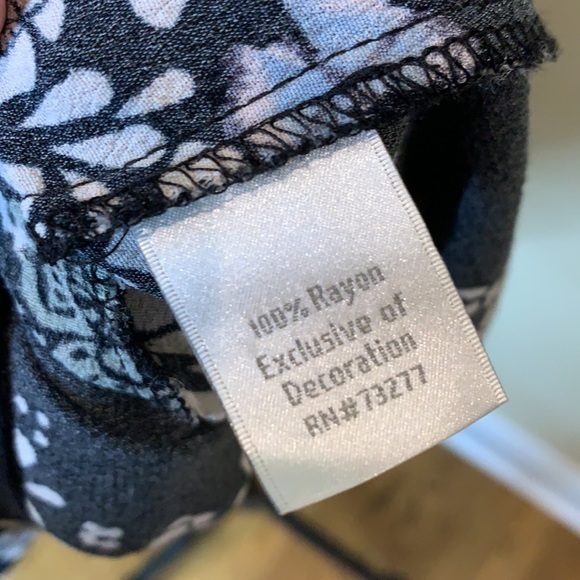 100% Rayon
Exclusive of
Decoration
RN#73277